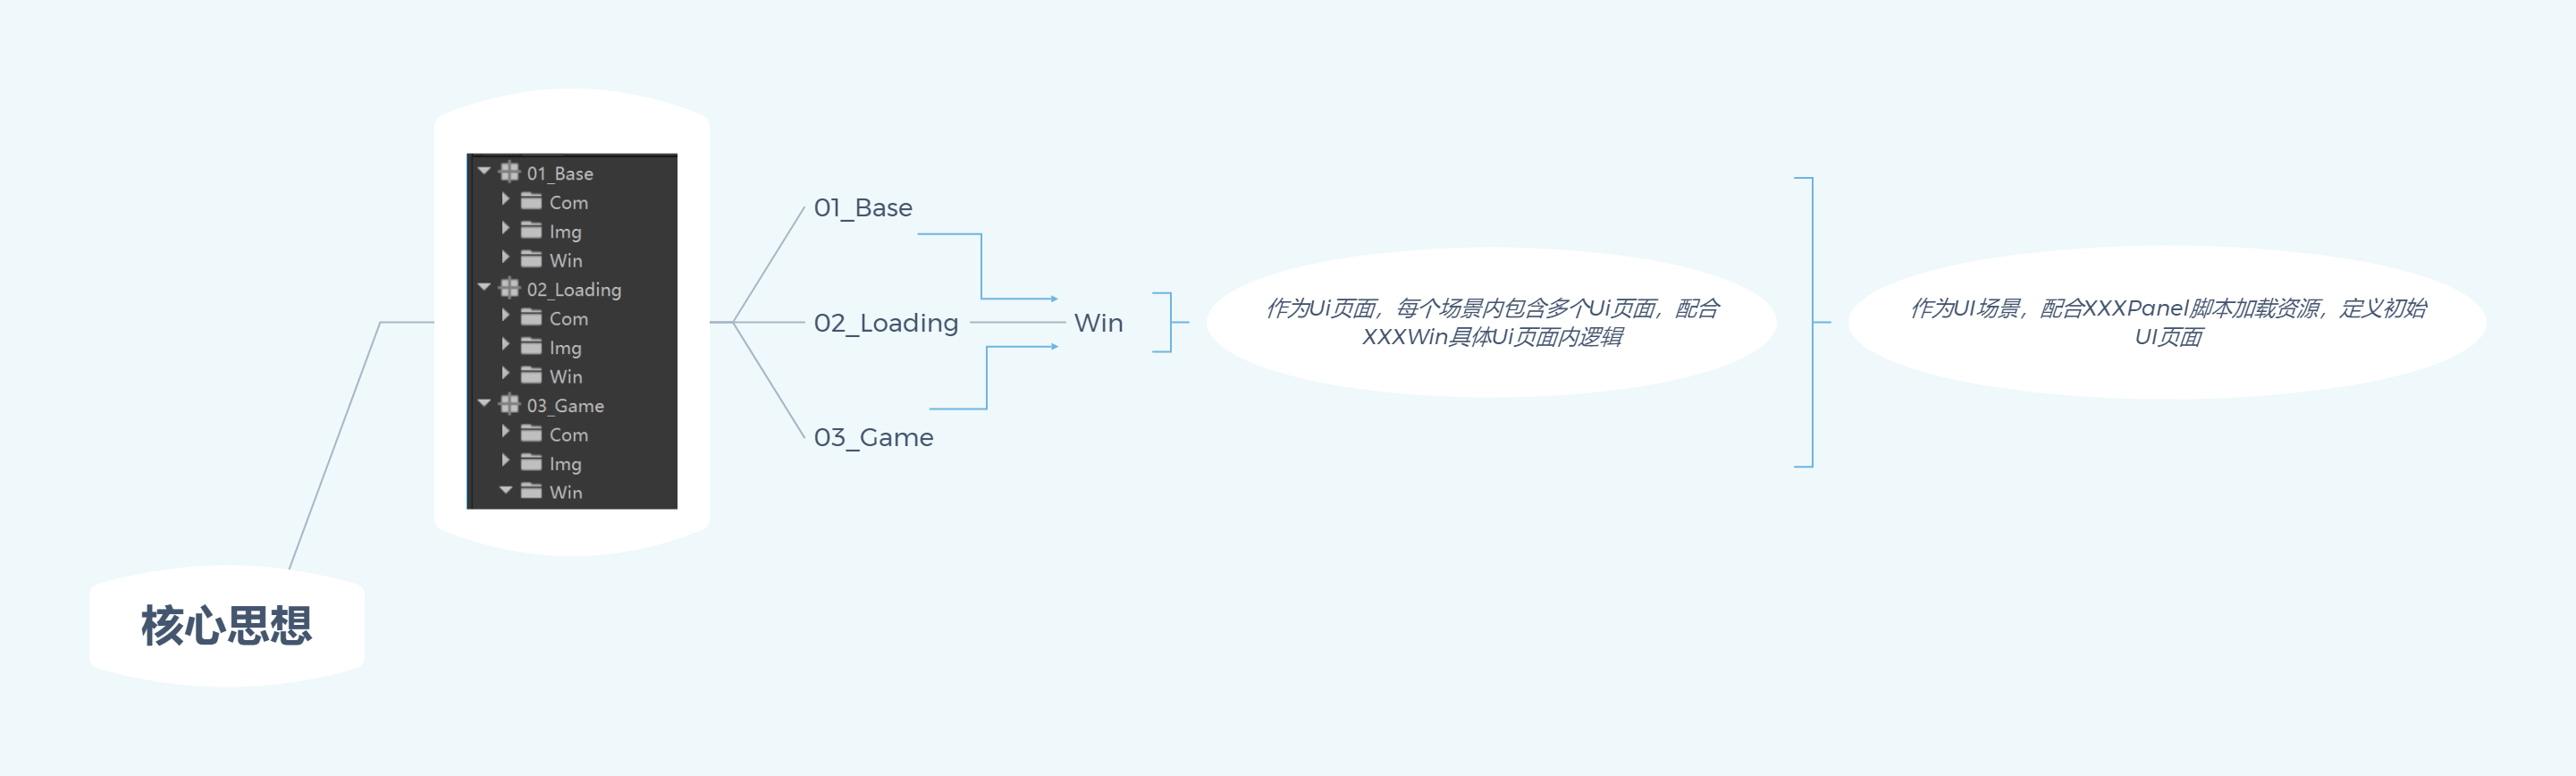 01_Base
Com
Img
Win
02_Loading
Com
Img
Win
03_Game
Com
Img
Win
核心思想
01_Base
02_Loading
03_Game
Win
作为Ui页面，每个场景内包含多个Ui页面，配合
XXXWin具体Ui页面内逻辑
作为UI场景，配合XXXPanel脚本加载资源，定义初始
UI页面